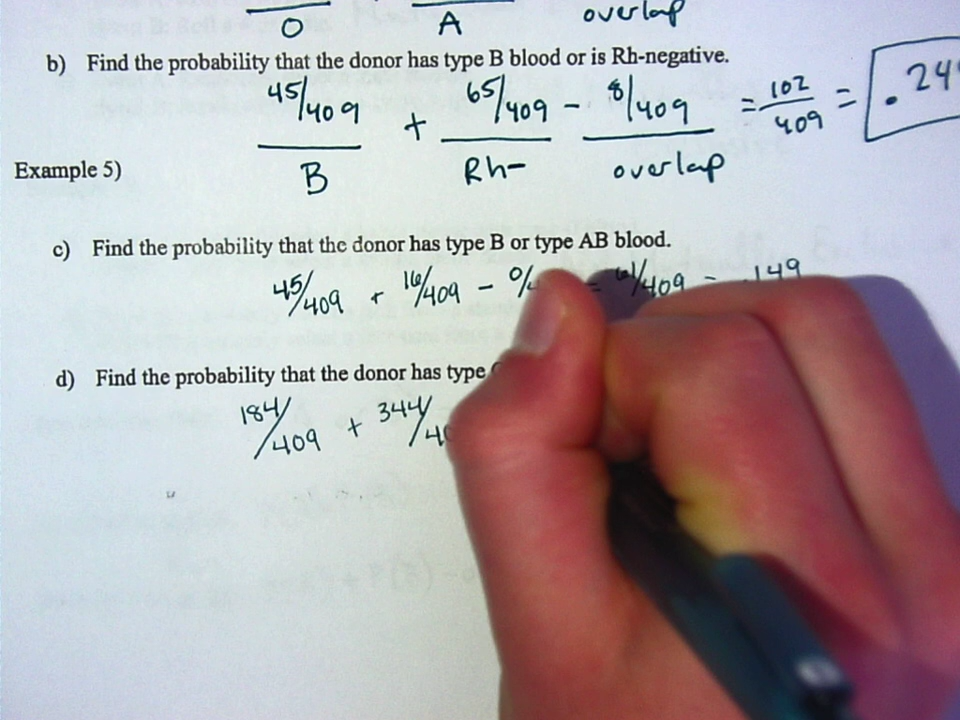 O A overlap
b) Find the probability that the donor has type B blood or is Rh-negative.
45/409 + 65/409 - 8/409 = 102/409 = .249
B Rh- overlap
Example 5)
c) Find the probability that the donor has type B or type AB blood.
45/409 + 16/409 - 0/ = 61/409 = .149
d) Find the probability that the donor has type
184/409 + 344/40